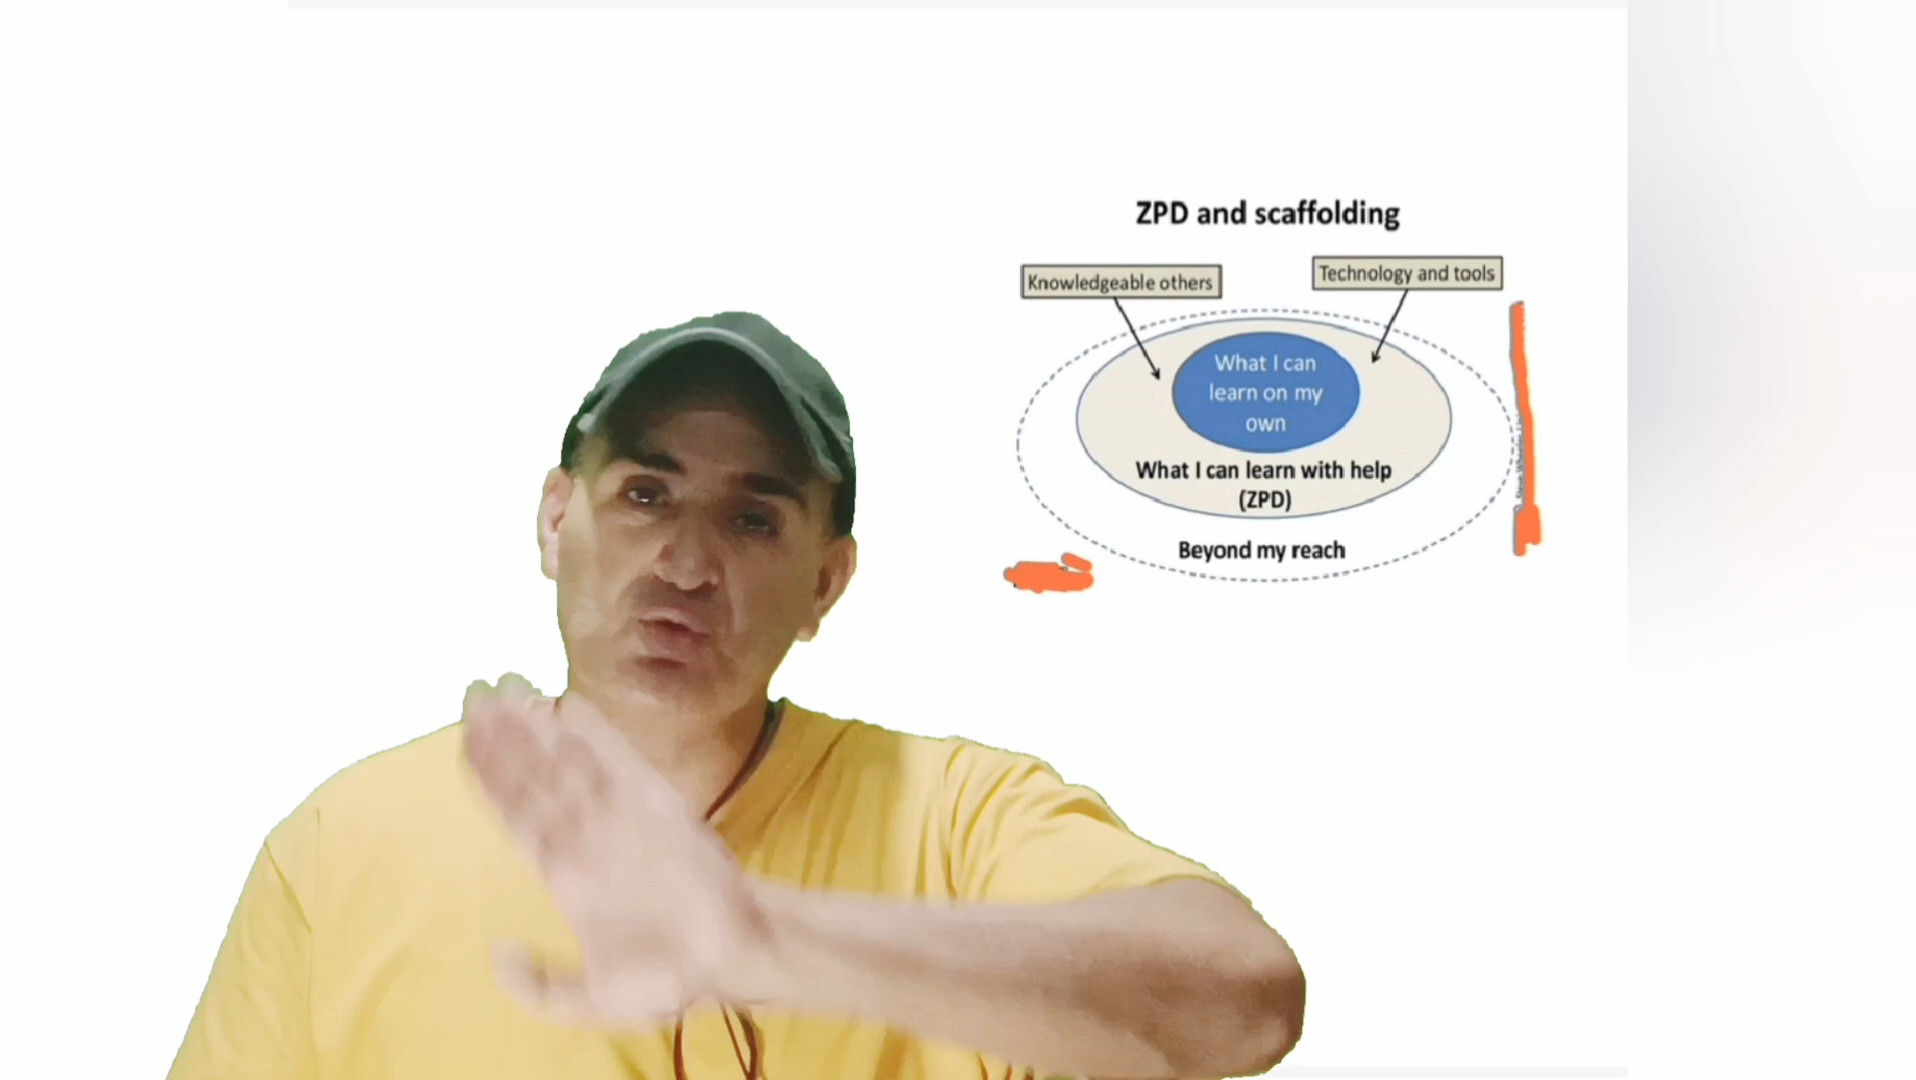 ZPD and scaffolding
Knowledgeable others
Technology and tools
What I can
learn on my
own
What I can learn with help
(ZPD)
Beyond my reach